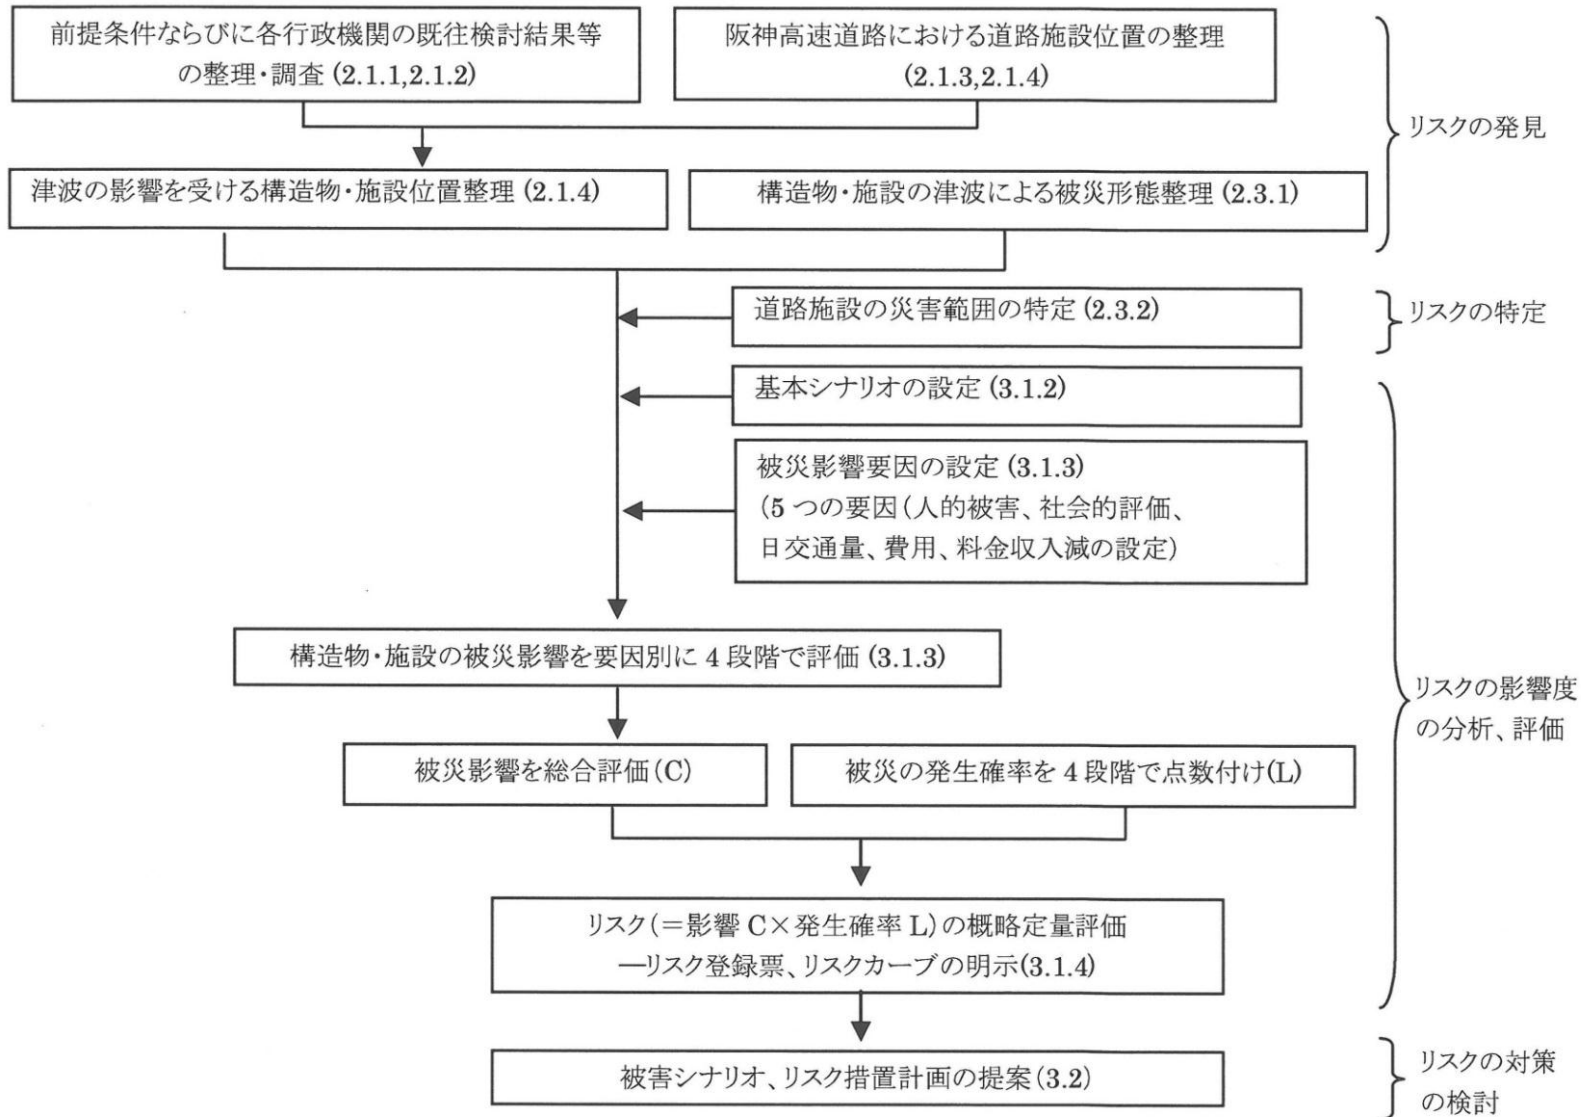 前提条件ならびに各行政機関の既往検討結果等
の整理・調査 (2.1.1,2.1.2)
阪神高速道路における道路施設位置の整理
(2.1.3,2.1.4)
リスクの発見
津波の影響を受ける構造物・施設位置整理 (2.1.4)
構造物・施設の津波による被災形態整理 (2.3.1)
道路施設の災害範囲の特定 (2.3.2)
リスクの特定
基本シナリオの設定 (3.1.2)
被災影響要因の設定 (3.1.3)
(5 つの要因(人的被害、社会的評価、
日交通量、費用、料金収入減の設定)
構造物・施設の被災影響を要因別に 4 段階で評価 (3.1.3)
リスクの影響度
の分析、評価
被災影響を総合評価(C)
被災の発生確率を 4 段階で点数付け(L)
リスク(＝影響 C×発生確率 L)の概略定量評価
―リスク登録票、リスクカーブの明示(3.1.4)
被害シナリオ、リスク措置計画の提案(3.2)
リスクの対策
の検討